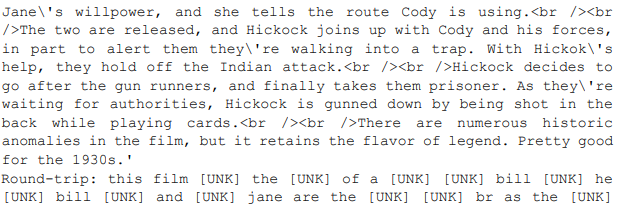 Jane\'s willpower, and she tells the route Cody is using.<br /><br
/>The two are released, and Hickock joins up with Cody and his forces,
in part to alert them they\'re walking into a trap. With Hickok\'s
help, they hold off the Indian attack.<br /><br />Hickock decides to
go after the gun runners, and finally takes them prisoner. As they\'re
waiting for authorities, Hickock is gunned down by being shot in the
back while playing cards.<br /><br />There are numerous historic
anomalies in the film, but it retains the flavor of legend. Pretty good
for the 1930s.'
Round-trip: this film [UNK] the [UNK] of a [UNK] [UNK] bill [UNK] he
[UNK] bill [UNK] and [UNK] jane are the [UNK] [UNK] br as the [UNK]